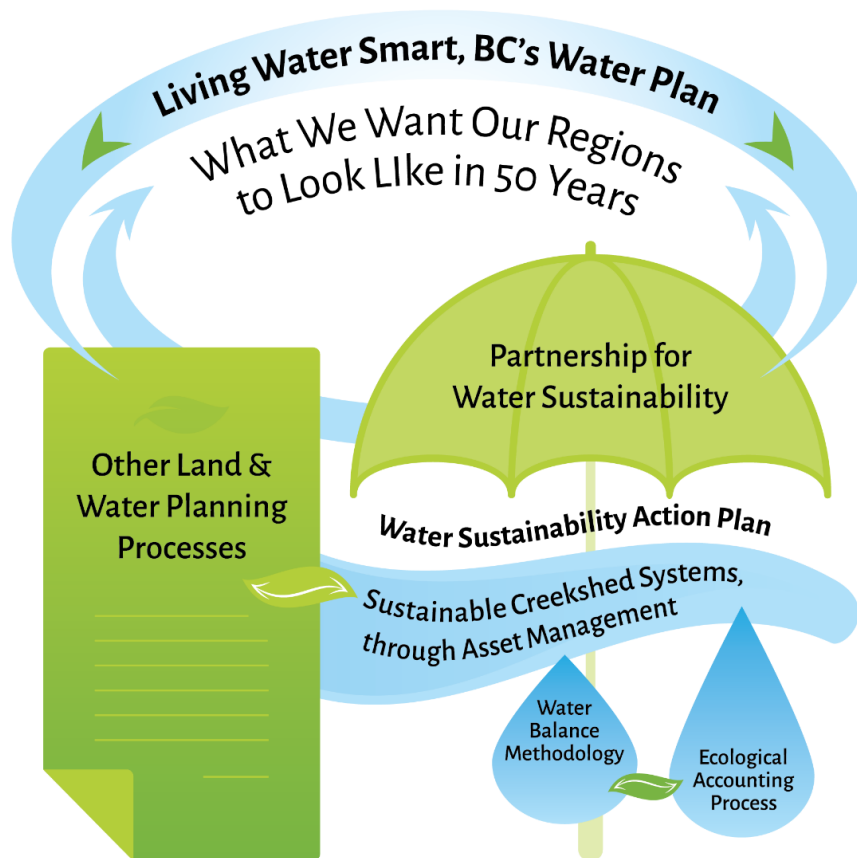 Living Water Smart, BC's Water Plan
What We Want Our Regions
to Look LIke in 50 Years
Partnership for
Water Sustainability
Other Land &
Water Planning
Processes
Water Sustainability Action Plan
Sustainable Creekshed Systems,
through Asset Management
Water
Balance
Methodology
Ecological
Accounting
Process